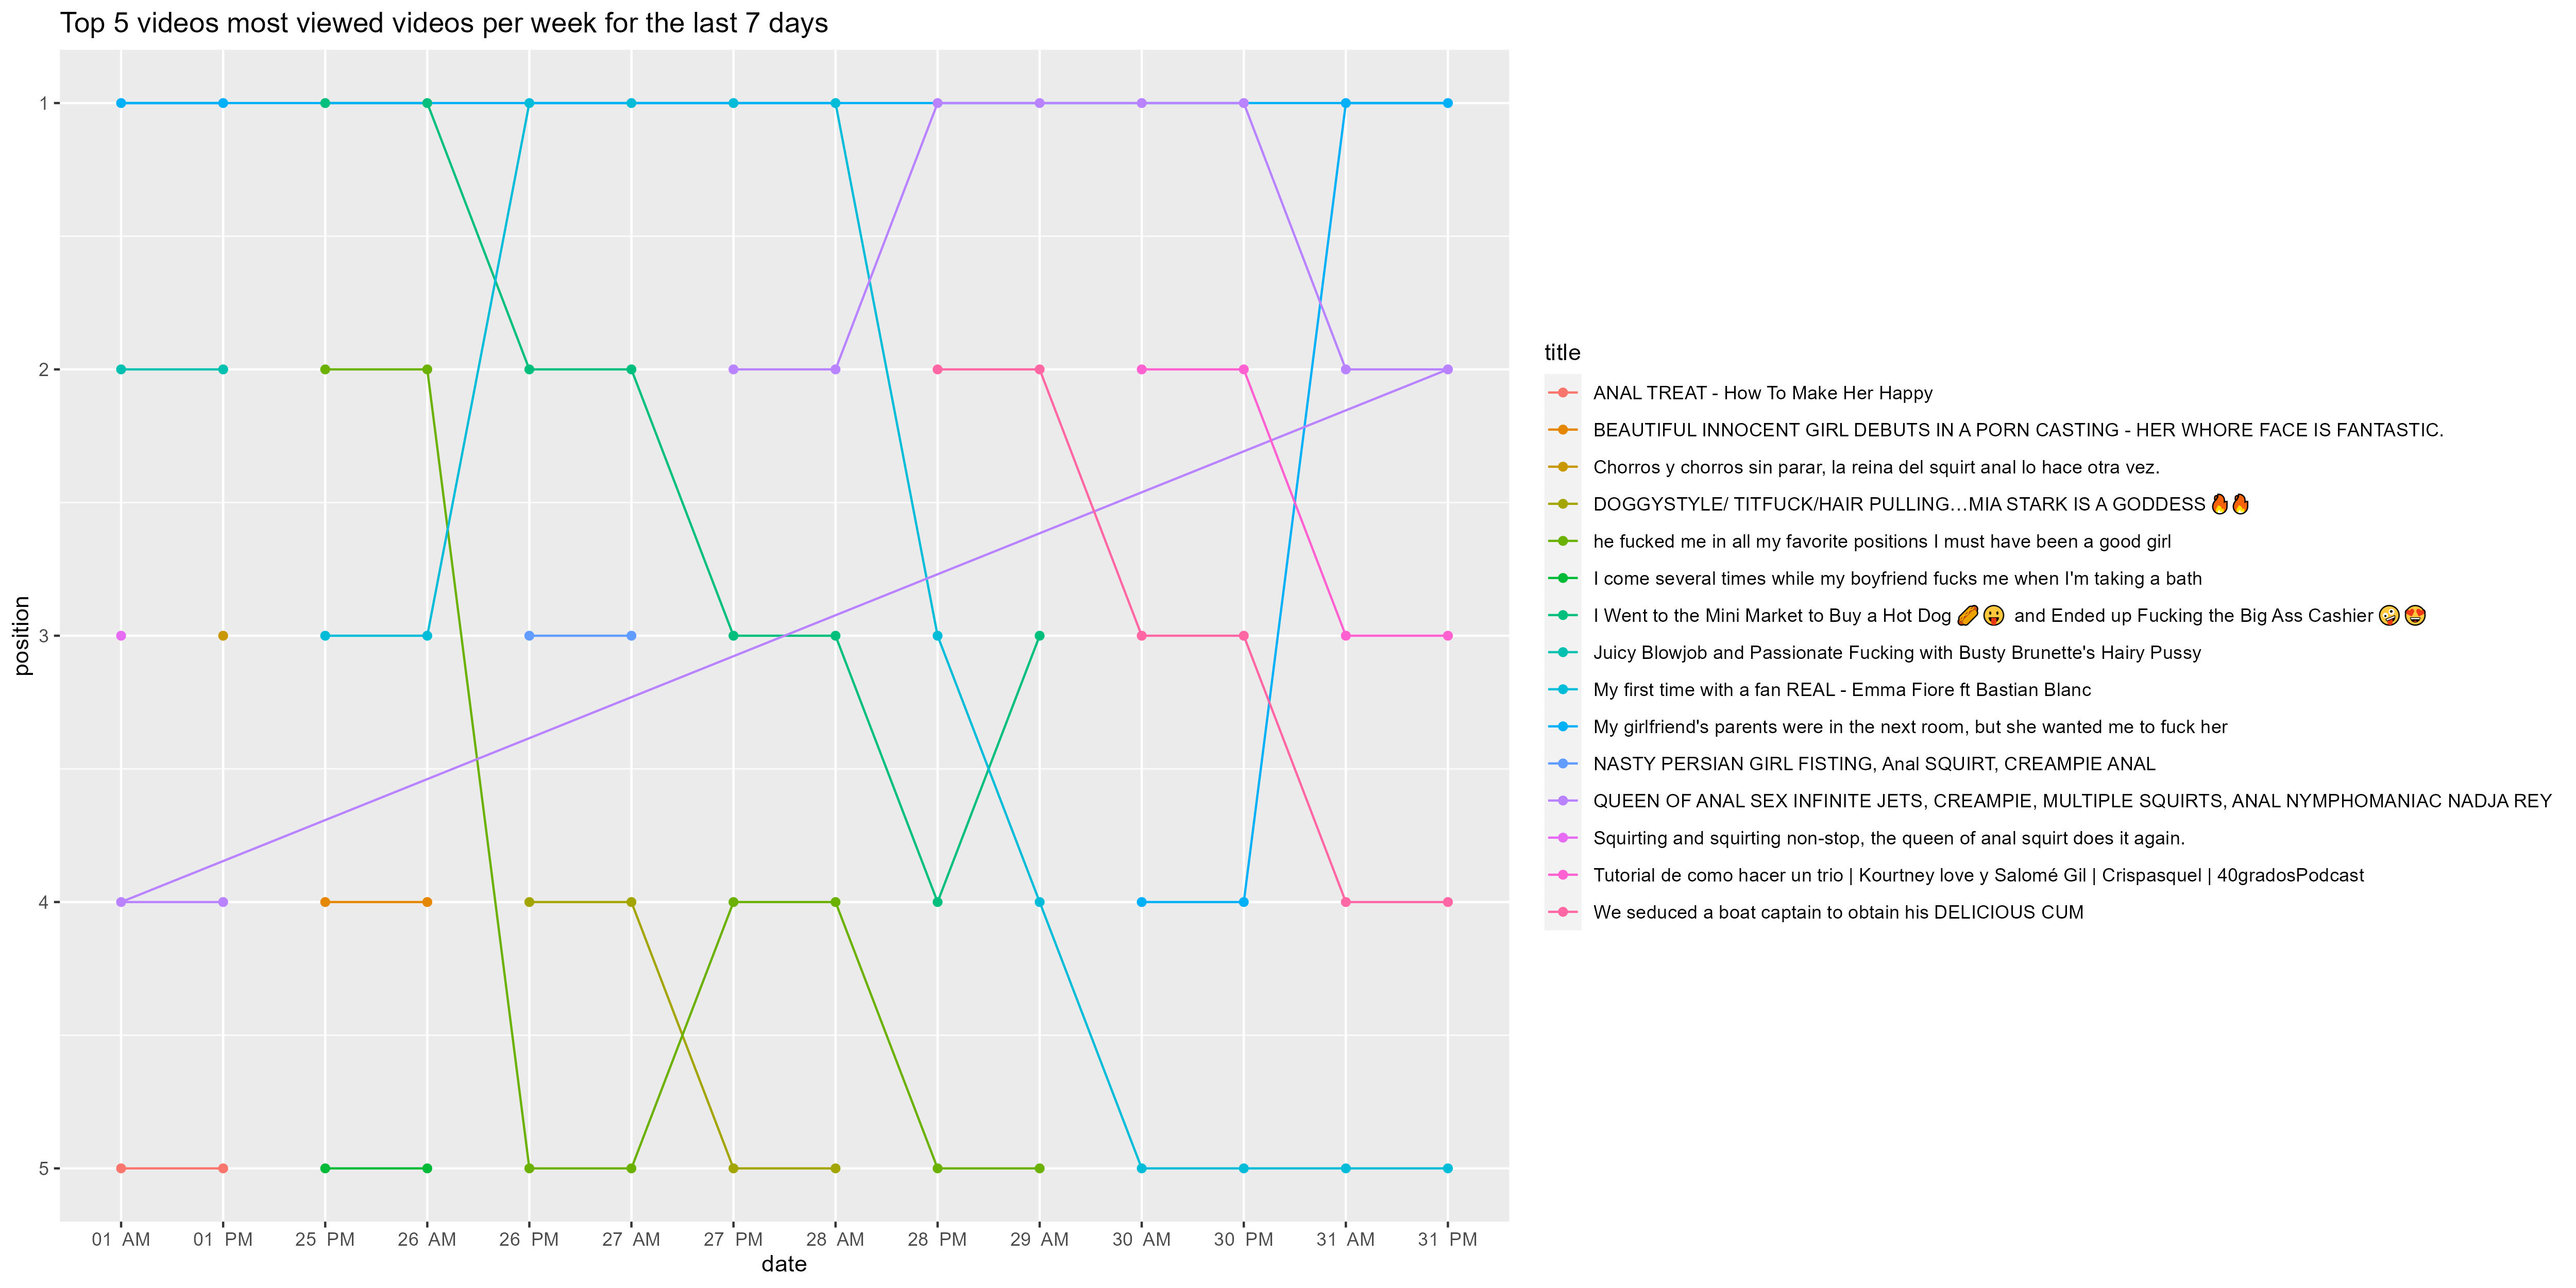 Top 5 videos most viewed videos per week for the last 7 days
position
1
2
3
4
5
01 AM 01 PM 25 PM 26 AM 26 PM 27 AM 27 PM 28 AM 28 PM 29 AM 30 AM 30 PM 31 AM 31 PM
date
title
ANAL TREAT - How To Make Her Happy
BEAUTIFUL INNOCENT GIRL DEBUTS IN A PORN CASTING - HER WHORE FACE IS FANTASTIC.
Chorros y chorros sin parar, la reina del squirt anal lo hace otra vez.
DOGGYSTYLE/ TITFUCK/HAIR PULLING…MIA STARK IS A GODDESS 🔥🔥
he fucked me in all my favorite positions I must have been a good girl
I come several times while my boyfriend fucks me when I'm taking a bath
I Went to the Mini Market to Buy a Hot Dog 🌭😛 and Ended up Fucking the Big Ass Cashier 🤪😍
Juicy Blowjob and Passionate Fucking with Busty Brunette's Hairy Pussy
My first time with a fan REAL - Emma Fiore ft Bastian Blanc
My girlfriend's parents were in the next room, but she wanted me to fuck her
NASTY PERSIAN GIRL FISTING, Anal SQUIRT, CREAMPIE ANAL
QUEEN OF ANAL SEX INFINITE JETS, CREAMPIE, MULTIPLE SQUIRTS, ANAL NYMPHOMANIAC NADJA REY
Squirting and squirting non-stop, the queen of anal squirt does it again.
Tutorial de como hacer un trio | Kourtney love y Salomé Gil | Crispasquel | 40gradosPodcast
We seduced a boat captain to obtain his DELICIOUS CUM